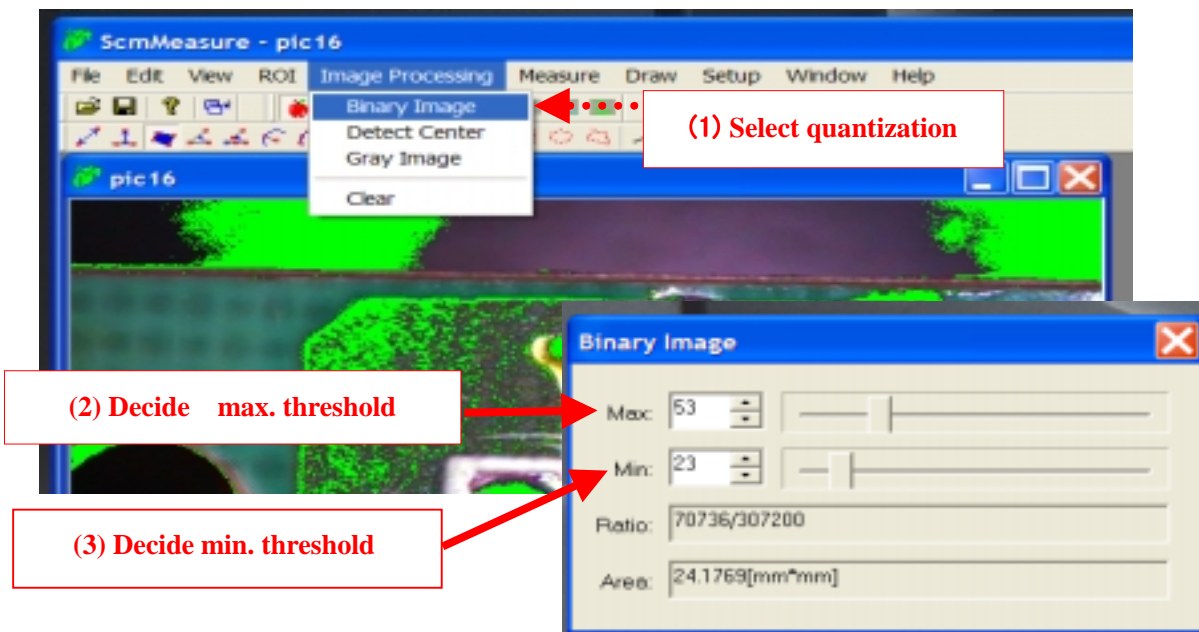 ScmMeasure - pic16
File Edit View ROI Image Processing Measure Draw Setup Window Help
Binary Image
Detect Center
Gray Image
Clear
(1) Select quantization
pic16
Binary Image
(2) Decide max. threshold
Max: 53
Min: 23
(3) Decide min. threshold
Ratio: 70736/307200
Area: 24.1769[mm*mm]